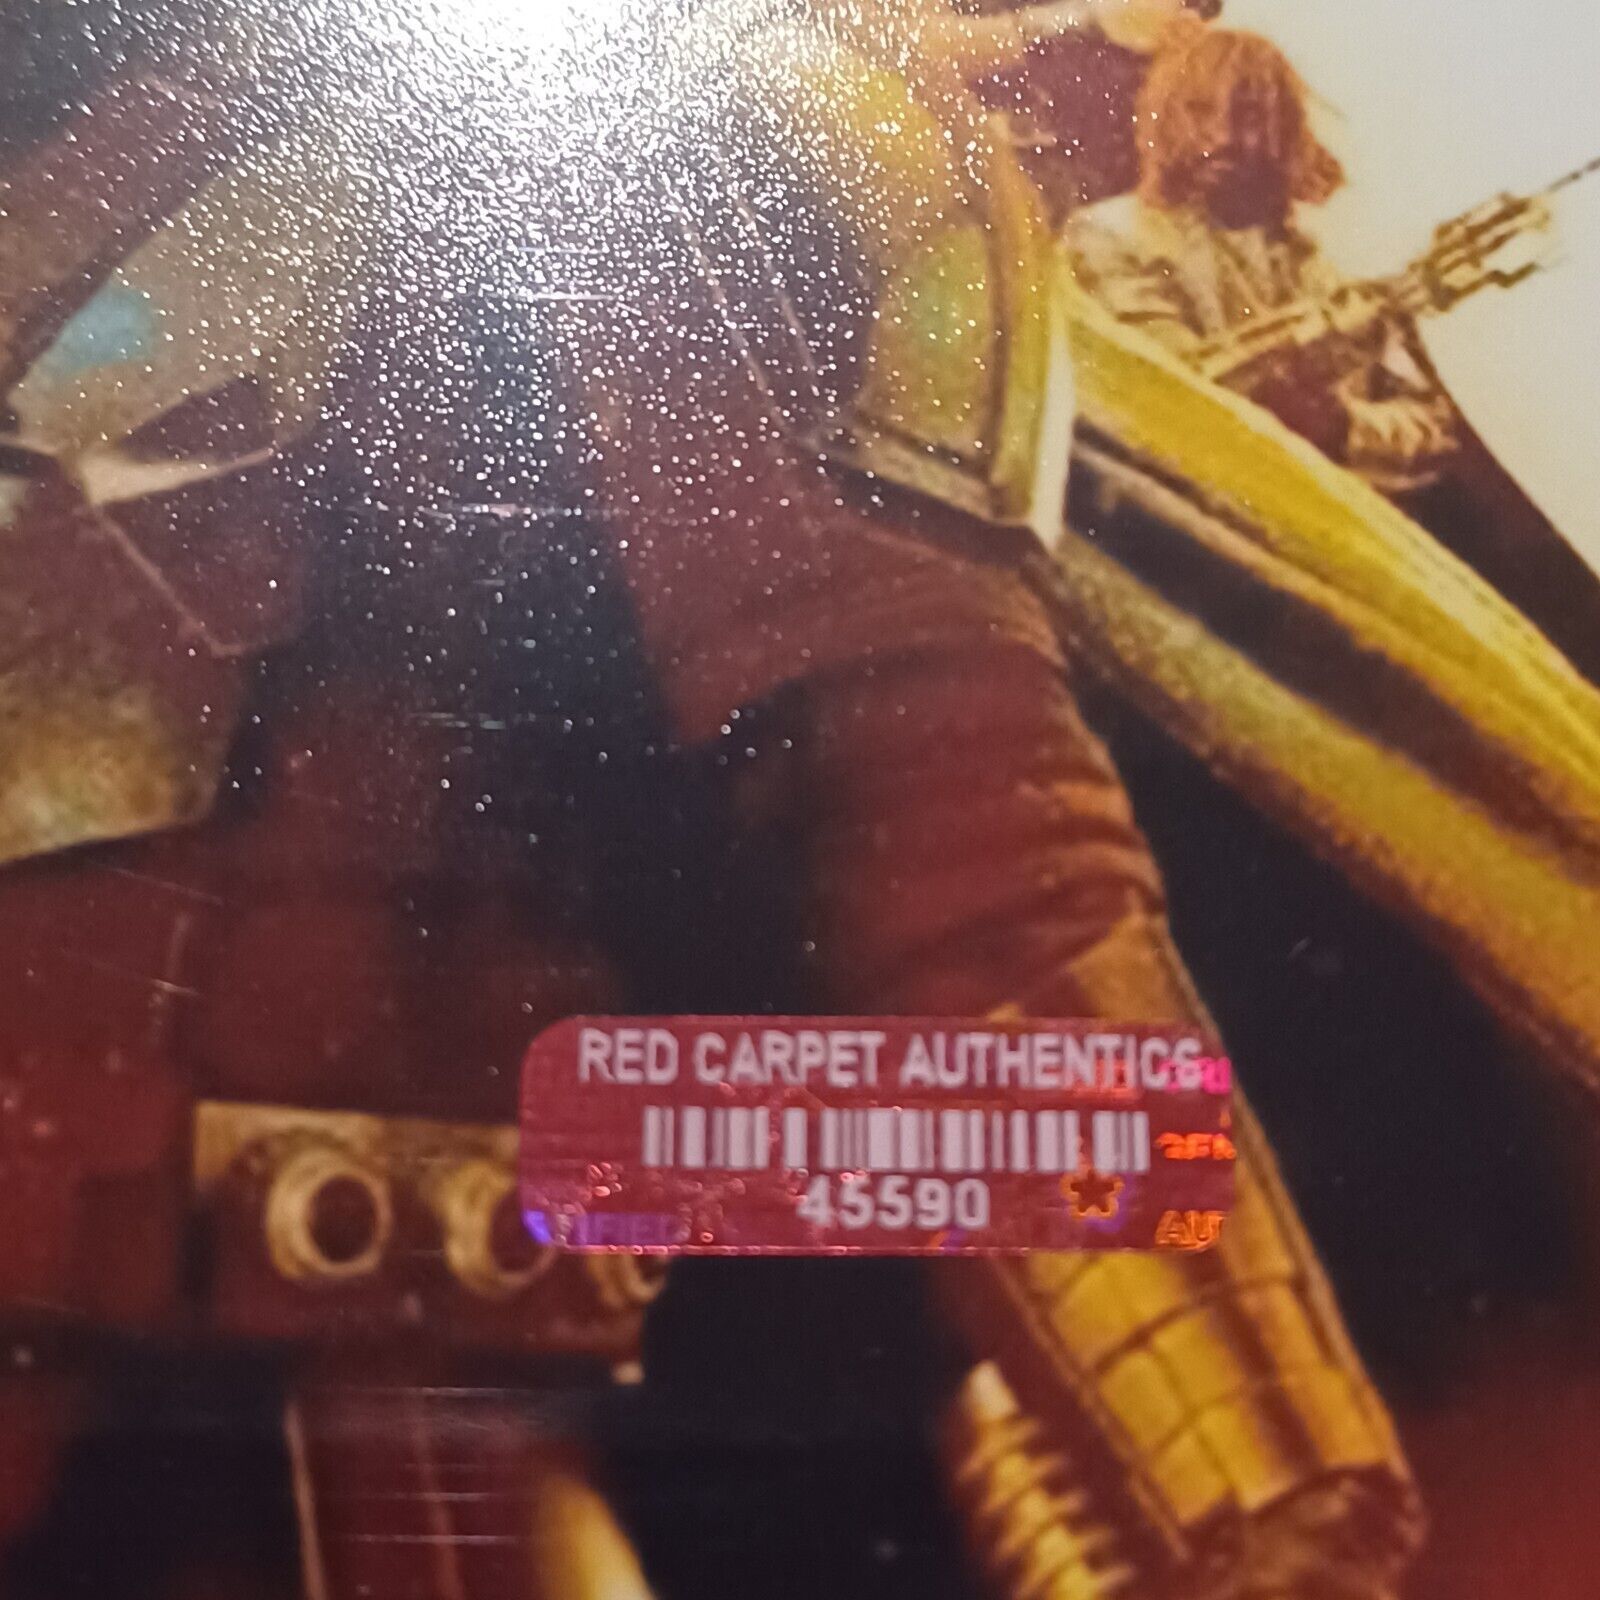 RED CARPET AUTHENTICS
45590